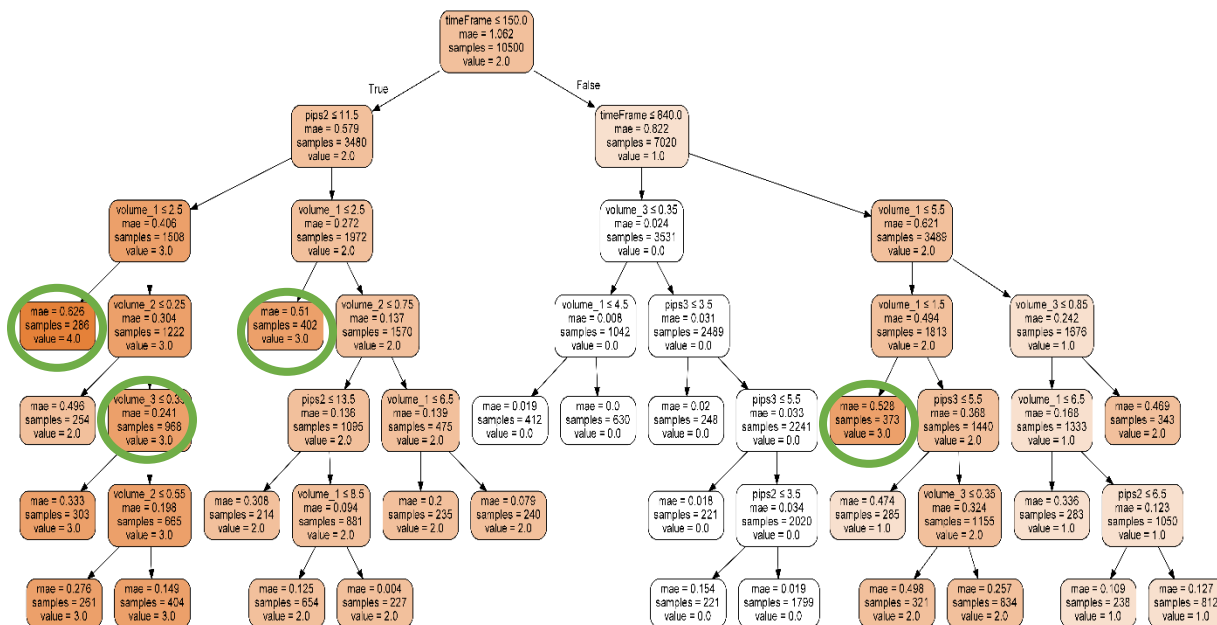 timeFrame ≤ 150.0
mae = 1.062
samples = 10500
value = 2.0
True
False
pips2 ≤ 11.5
mae = 0.579
samples = 3480
value = 2.0
timeFrame ≤ 840.0
mae = 0.822
samples = 7020
value = 1.0
volume_1 ≤ 2.5
mae = 0.406
samples = 1508
value = 3.0
volume_1 ≤ 2.5
mae = 0.272
samples = 1972
value = 2.0
volume_3 ≤ 0.35
mae = 0.024
samples = 3531
value = 0.0
volume_1 ≤ 5.5
mae = 0.621
samples = 3489
value = 2.0
mae = 0.626
samples = 286
value = 4.0
volume_2 ≤ 0.25
mae = 0.304
samples = 1222
value = 3.0
mae = 0.51
samples = 402
value = 3.0
volume_2 ≤ 0.75
mae = 0.137
samples = 1570
value = 2.0
volume_1 ≤ 4.5
mae = 0.008
samples = 1042
value = 0.0
pips3 ≤ 3.5
mae = 0.031
samples = 2489
value = 0.0
volume_1 ≤ 1.5
mae = 0.494
samples = 1813
value = 2.0
volume_3 ≤ 0.85
mae = 0.242
samples = 1676
value = 1.0
mae = 0.496
samples = 254
value = 2.0
volume_3 ≤ 0.3
mae = 0.241
samples = 968
value = 3.0
pips2 ≤ 13.5
mae = 0.136
samples = 1095
value = 2.0
volume_1 ≤ 6.5
mae = 0.139
samples = 475
value = 2.0
mae = 0.019
samples = 412
value = 0.0
mae = 0.0
samples = 630
value = 0.0
mae = 0.02
samples = 248
value = 0.0
pips3 ≤ 5.5
mae = 0.033
samples = 2241
value = 0.0
mae = 0.528
samples = 373
value = 3.0
pips3 ≤ 5.5
mae = 0.368
samples = 1440
value = 2.0
volume_1 ≤ 6.5
mae = 0.168
samples = 1333
value = 1.0
mae = 0.469
samples = 343
value = 2.0
mae = 0.333
samples = 303
value = 3.0
volume_2 ≤ 0.55
mae = 0.198
samples = 665
value = 3.0
mae = 0.308
samples = 214
value = 2.0
volume_1 ≤ 8.5
mae = 0.094
samples = 881
value = 2.0
mae = 0.2
samples = 235
value = 2.0
mae = 0.079
samples = 240
value = 2.0
mae = 0.018
samples = 221
value = 0.0
pips2 ≤ 3.5
mae = 0.034
samples = 2020
value = 0.0
mae = 0.474
samples = 285
value = 1.0
volume_3 ≤ 0.35
mae = 0.324
samples = 1155
value = 2.0
mae = 0.336
samples = 283
value = 1.0
pips2 ≤ 6.5
mae = 0.123
samples = 1050
value = 1.0
mae = 0.276
samples = 261
value = 3.0
mae = 0.149
samples = 404
value = 3.0
mae = 0.125
samples = 654
value = 2.0
mae = 0.004
samples = 227
value = 2.0
mae = 0.154
samples = 221
value = 0.0
mae = 0.019
samples = 1799
value = 0.0
mae = 0.498
samples = 321
value = 2.0
mae = 0.257
samples = 834
value = 2.0
mae = 0.109
samples = 238
value = 1.0
mae = 0.127
samples = 812
value = 1.0